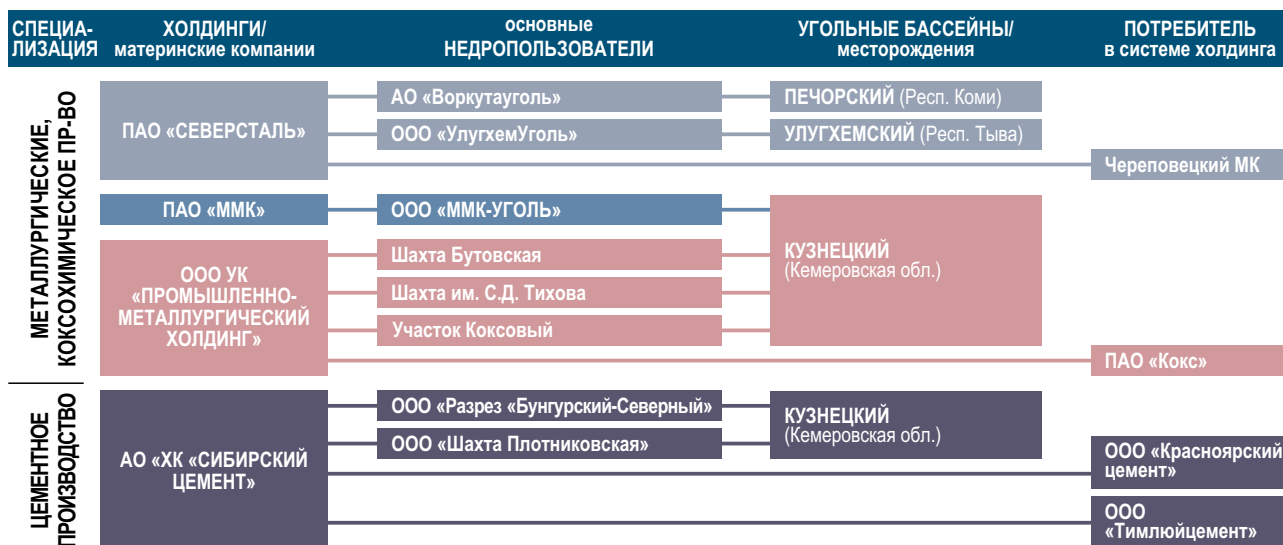 СПЕЦИА-
ЛИЗАЦИЯ
ХОЛДИНГИ/
материнские компании
основные
НЕДРОПОЛЬЗОВАТЕЛИ
УГОЛЬНЫЕ БАССЕЙНЫ/
месторождения
ПОТРЕБИТЕЛЬ
в системе холдинга
МЕТАЛЛУРГИЧЕСКИЕ,
КОКСОХИМИЧЕСКОЕ ПР-ВО
ПАО «СЕВЕРСТАЛЬ»
АО «Воркутауголь»
ПЕЧОРСКИЙ (Респ. Коми)
ООО «УлугхемУголь»
УЛУГХЕМСКИЙ (Респ. Тыва)
Череповецкий МК
ПАО «ММК»
ООО «ММК-УГОЛЬ»
КУЗНЕЦКИЙ
(Кемеровская обл.)
ООО УК
«ПРОМЫШЛЕННО-
МЕТАЛЛУРГИЧЕСКИЙ
ХОЛДИНГ»
Шахта Бутовская
Шахта им. С.Д. Тихова
Участок Коксовый
ПАО «Кокс»
ЦЕМЕНТНОЕ
ПРОИЗВОДСТВО
АО «ХК «СИБИРСКИЙ
ЦЕМЕНТ»
ООО «Разрез «Бунгурский-Северный»
ООО «Шахта Плотниковская»
КУЗНЕЦКИЙ
(Кемеровская обл.)
ООО «Красноярский
цемент»
ООО
«Тимлюйцемент»